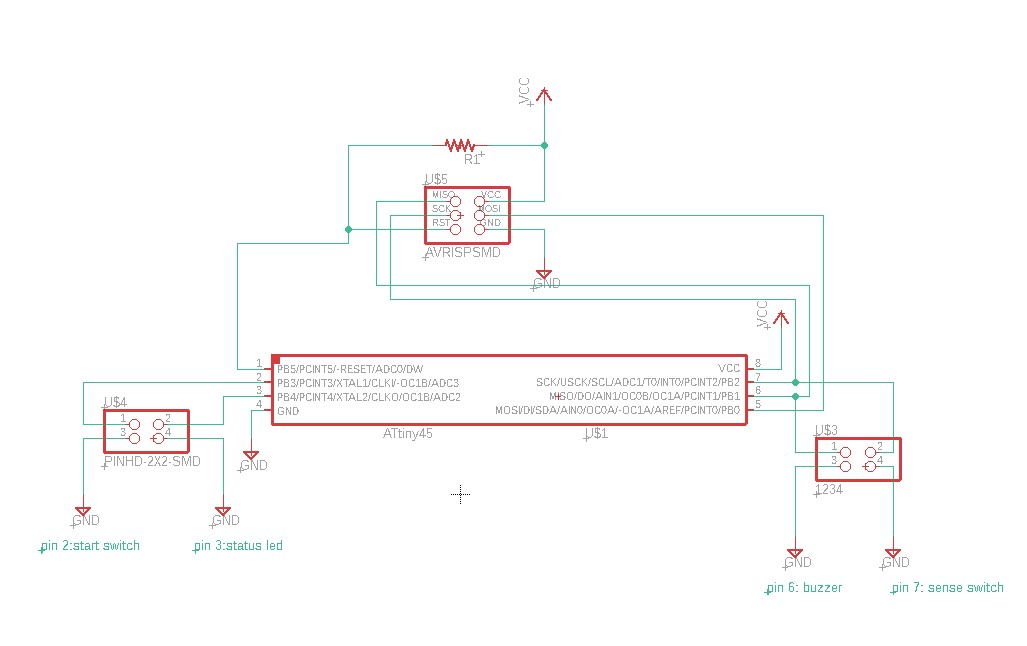 VCC
R1
U$5
MISO VCC
SCK MOSI
RST GND
AVRISPSMD
GND
VCC
1 PB5/PCINT5/-RESET/ADC0/DW VCC 8
2 PB3/PCINT3/XTAL1/CLKI/-OC1B/ADC3 SCK/USCK/SCL/ADC1/T0/INT0/PCINT2/PB2 7
3 PB4/PCINT4/XTAL2/CLKO/OC1B/ADC2 MISO/DO/AIN1/OC0B/OC1A/PCINT1/PB1 6
4 GND MOSI/DI/SDA/AIN0/OC0A/-OC1A/AREF/PCINT0/PB0 5
ATtiny45 U$1
U$4
1 2
3 4
PINHD-2X2-SMD
GND
U$3
1 2
3 4
1234
GND GND
pin 2:start switch pin 3:status led
GND GND
pin 6: buzzer pin 7: sense switch